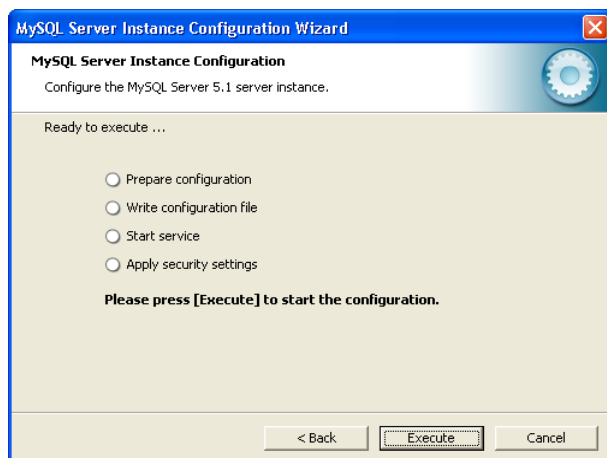 MySQL Server Instance Configuration Wizard
MySQL Server Instance Configuration
Configure the MySQL Server 5.1 server instance.
Ready to execute ...
Prepare configuration
Write configuration file
Start service
Apply security settings
Please press [Execute] to start the configuration.
< Back Execute Cancel